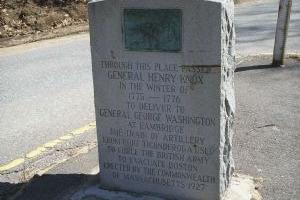 THROUGH THIS PLACE PASSED
GENERAL HENRY KNOX
IN THE WINTER OF
1775 — 1776
TO DELIVER TO
GENERAL GEORGE WASHINGTON
AT CAMBRIDGE
THE TRAIN OF ARTILLERY
FROM FORT TICONDEROGA USED
TO FORCE THE BRITISH ARMY
TO EVACUATE BOSTON
ERECTED BY THE COMMONWEALTH
OF MASSACHUSETTS 1927